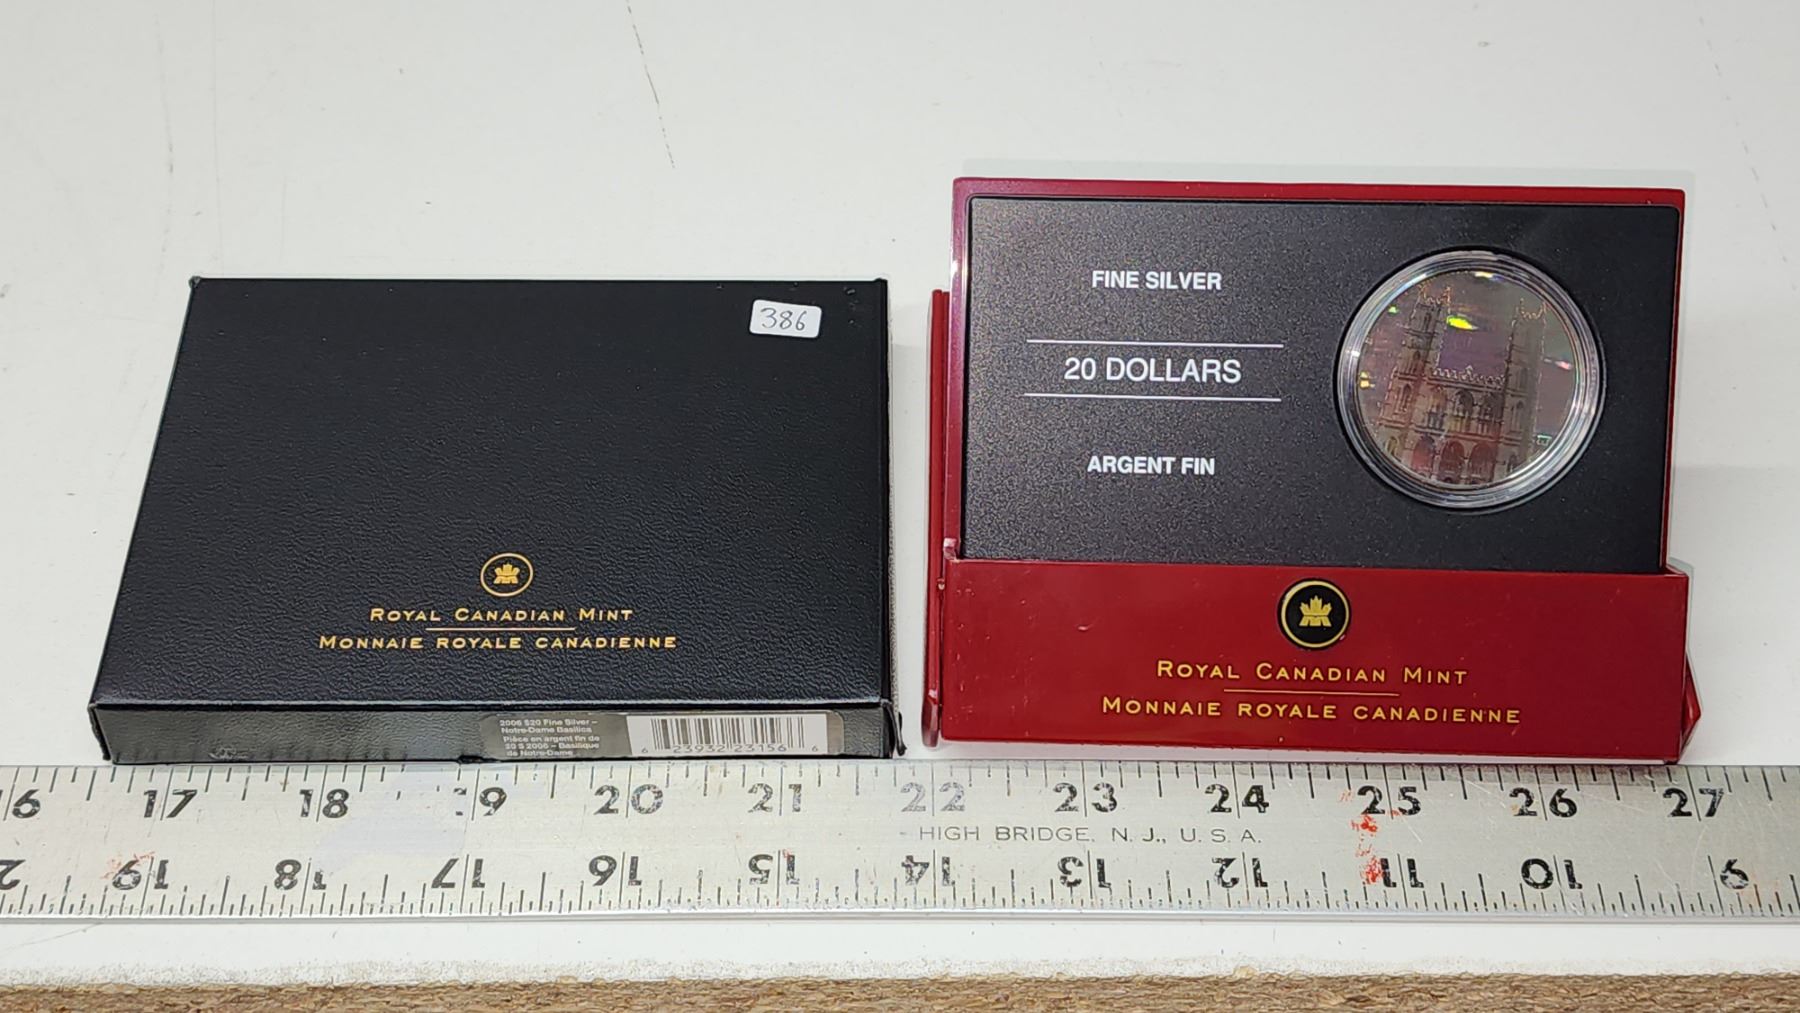 386
ROYAL CANADIAN MINT
MONNAIE ROYALE CANADIENNE
2006 $20 Fine Silver –
Notre-Dame Basilica
Pièce en argent fin de
20 $ 2006 – Basilique
de Notre-Dame
6 23932 23156 6
FINE SILVER
20 DOLLARS
ARGENT FIN
ROYAL CANADIAN MINT
MONNAIE ROYALE CANADIENNE
6 17 18 19 20 21 22 23 24 25 26 27
HIGH BRIDGE, N. J., U. S. A.
9 10 11 12 13 14 15 16 17 18 19 2